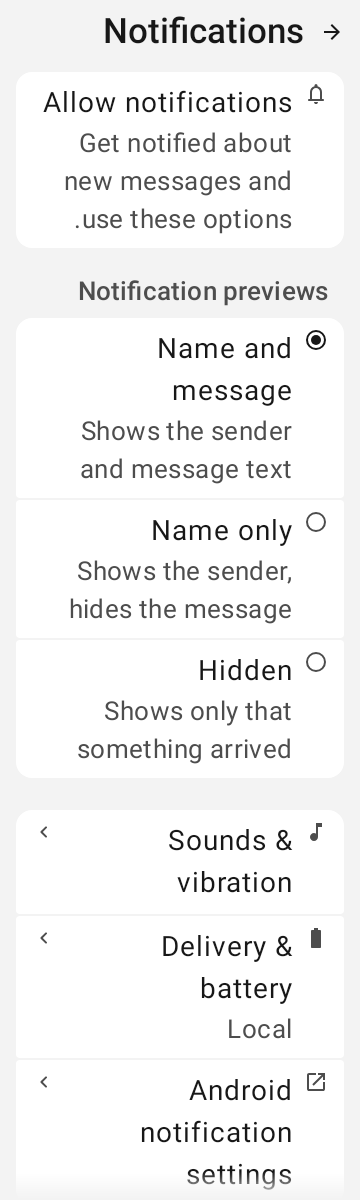 Notifications
Allow notifications
Get notified about
new messages and
.use these options
Notification previews
Name and
message
Shows the sender
and message text
Name only
Shows the sender,
hides the message
Hidden
Shows only that
something arrived
Sounds &
vibration
Delivery &
battery
Local
Android
notification
settings